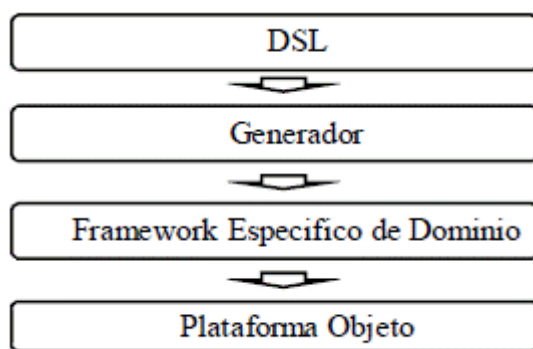 DSL
Generador
Framework Especifico de Dominio
Plataforma Objeto